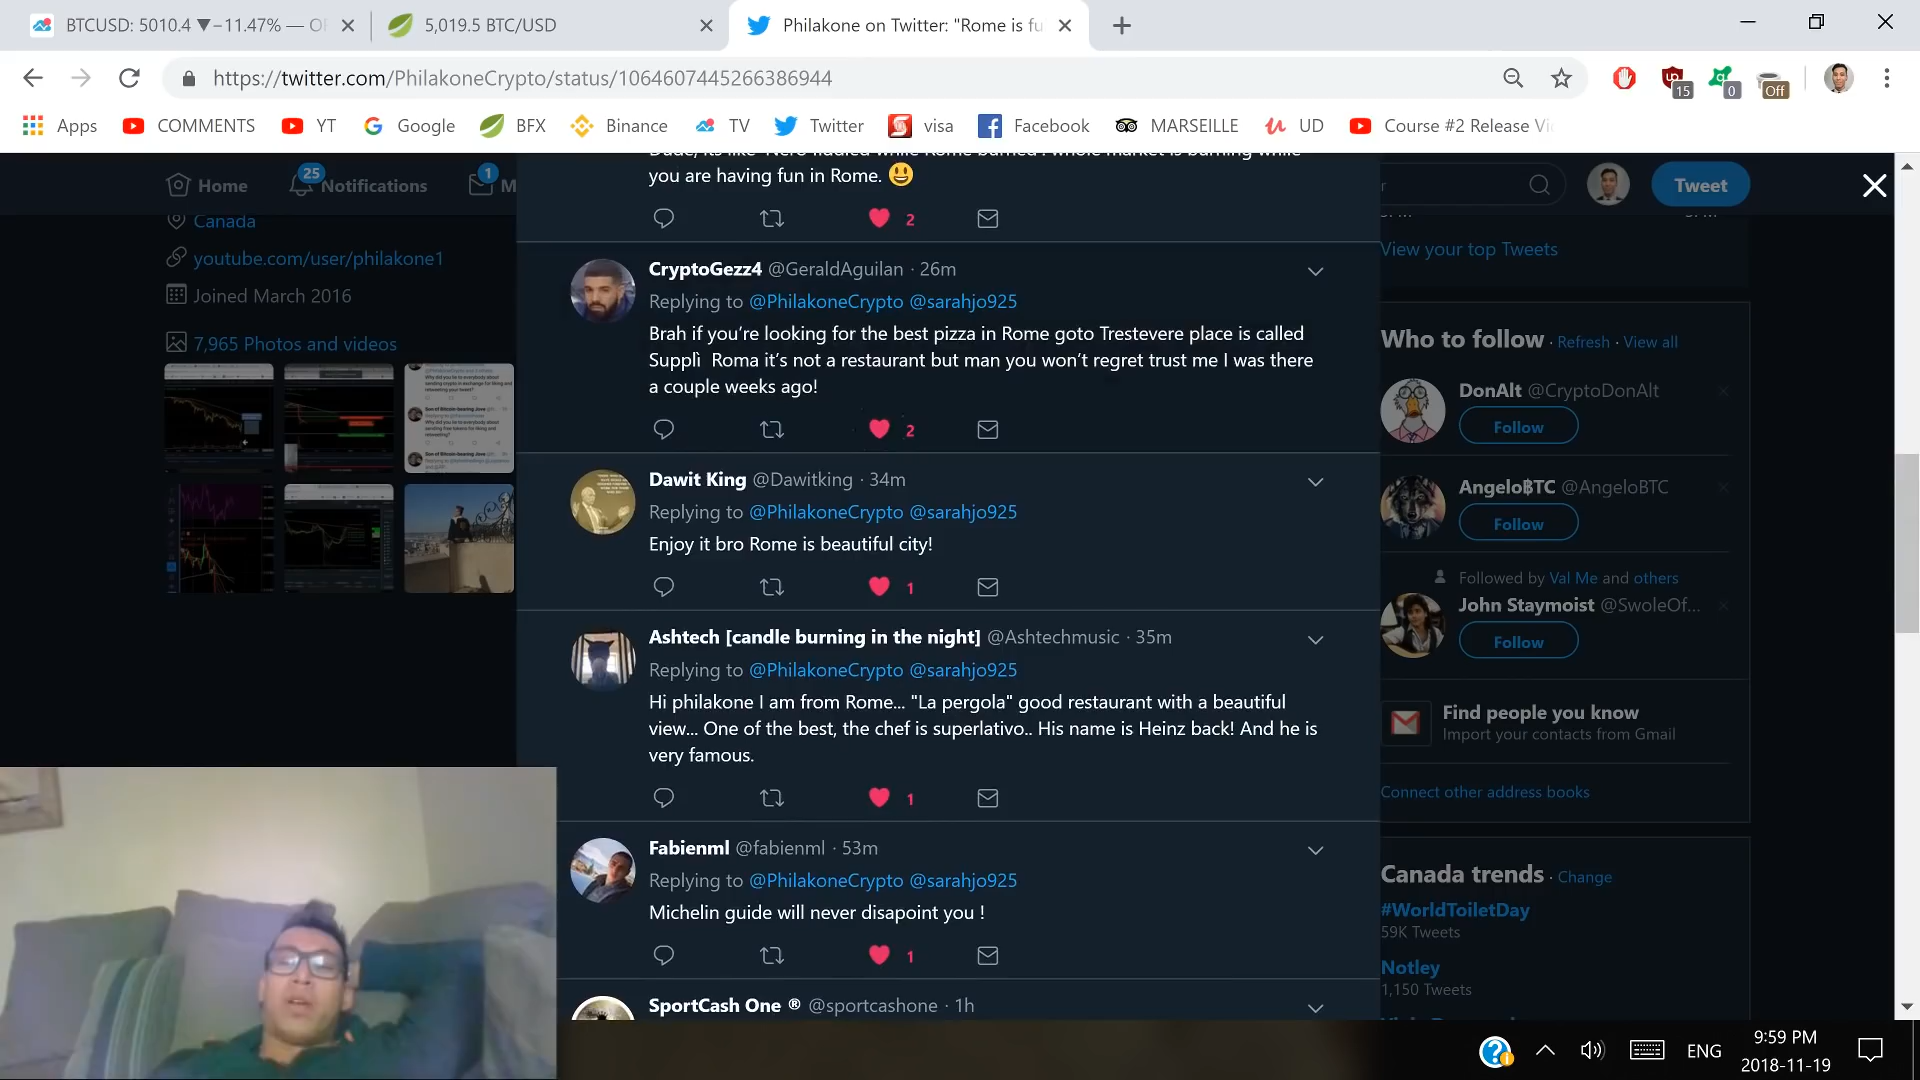 BTCUSD: 5010.4 ▼−11.47% —
5,019.5 BTC/USD
Philakone on Twitter: "Rome is fu
https://twitter.com/PhilakoneCrypto/status/1064607445266386944
15
0
Off
Apps
COMMENTS
YT
Google
BFX
Binance
TV
Twitter
visa
Facebook
MARSEILLE
UD
Course #2 Release
Home
25
Notifications
1
M
Tweet
Canada
youtube.com/user/philakone1
Joined March 2016
7,965 Photos and videos
you are having fun in Rome. 😃
2
CryptoGezz4 @GeraldAguilan · 26m
Replying to @PhilakoneCrypto @sarahjo925
Brah if you’re looking for the best pizza in Rome goto Trestevere place is called
Supplì Roma it’s not a restaurant but man you won’t regret trust me I was there
a couple weeks ago!
2
Dawit King @Dawitking · 34m
Replying to @PhilakoneCrypto @sarahjo925
Enjoy it bro Rome is beautiful city!
1
Ashtech [candle burning in the night] @Ashtechmusic · 35m
Replying to @PhilakoneCrypto @sarahjo925
Hi philakone I am from Rome... "La pergola" good restaurant with a beautiful
view... One of the best, the chef is superlativo.. His name is Heinz back! And he is
very famous.
1
Fabienml @fabienml · 53m
Replying to @PhilakoneCrypto @sarahjo925
Michelin guide will never disapoint you !
1
SportCash One ® @sportcashone · 1h
View your top Tweets
Who to follow · Refresh · View all
DonAlt @CryptoDonAlt
Follow
AngeloɃTC @AngeloBTC
Follow
Followed by Val Me and others
John Staymoist @SwoleOf...
Follow
Find people you know
Import your contacts from Gmail
Connect other address books
Canada trends · Change
#WorldToiletDay
59K Tweets
Notley
1,150 Tweets
ENG
9:59 PM
2018-11-19